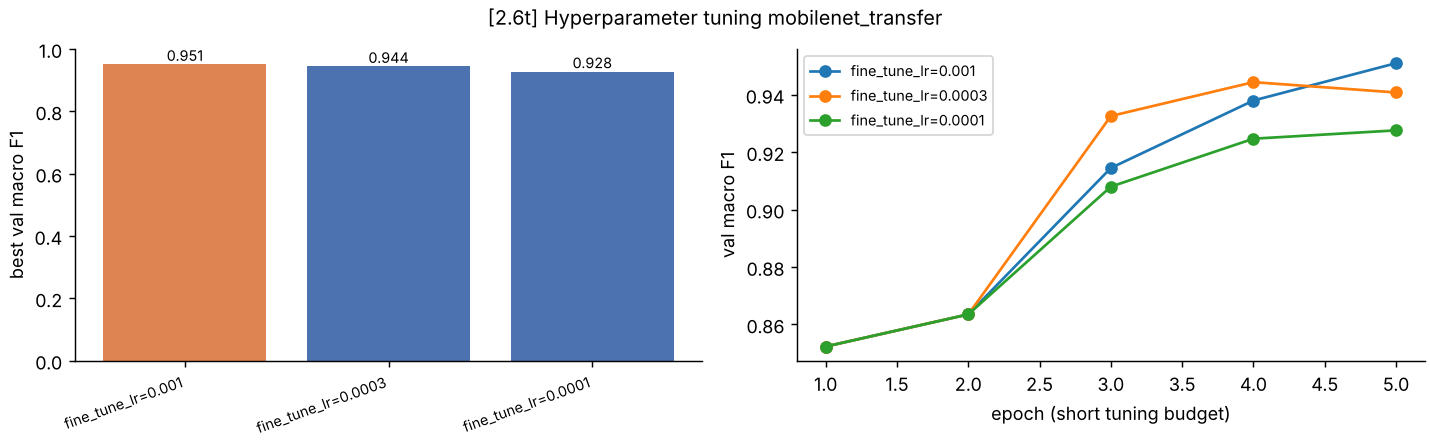 [2.6t] Hyperparameter tuning mobilenet_transfer
best val macro F1
1.0
0.8
0.6
0.4
0.2
0.0
0.951
0.944
0.928
fine_tune_lr=0.001
fine_tune_lr=0.0003
fine_tune_lr=0.0001
val macro F1
0.94
0.92
0.90
0.88
0.86
fine_tune_lr=0.001
fine_tune_lr=0.0003
fine_tune_lr=0.0001
1.0 1.5 2.0 2.5 3.0 3.5 4.0 4.5 5.0
epoch (short tuning budget)